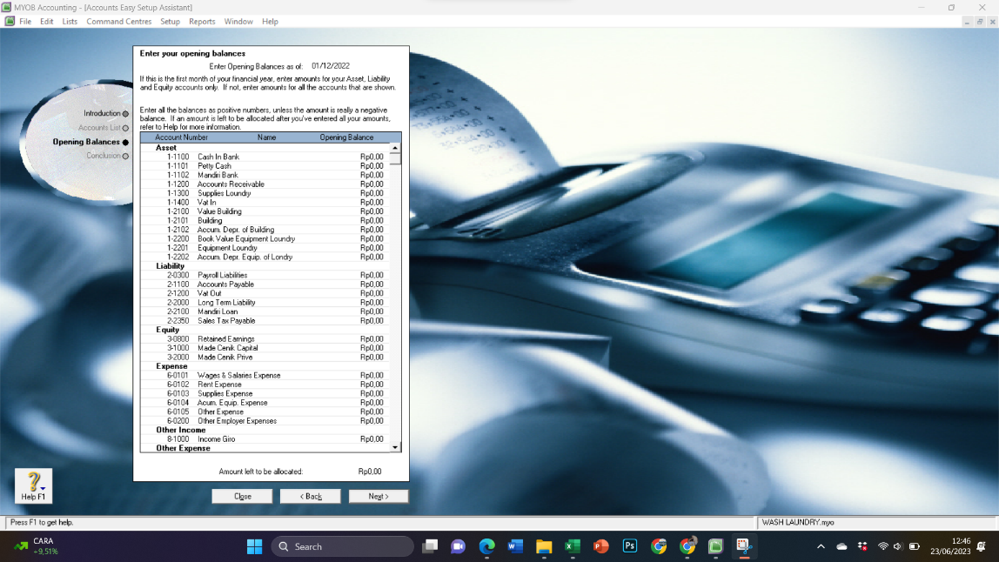 MYOB Accounting - [Accounts Easy Setup Assistant]
File Edit Lists Command Centres Setup Reports Window Help
Enter your opening balances
Enter Opening Balances as of: 01/12/2022
If this is the first month of your financial year, enter amounts for your Asset, Liability
and Equity accounts only. If not, enter amounts for all the accounts that are shown.
Enter all the balances as positive numbers, unless the amount is really a negative
balance. If an amount is left to be allocated after you've entered all your amounts,
refer to Help for more information.
Introduction
Accounts List
Opening Balances
Conclusion
Account Number Name Opening Balance
Asset
1-1100 Cash In Bank Rp0,00
1-1101 Petty Cash Rp0,00
1-1102 Mandiri Bank Rp0,00
1-1200 Accounts Receivable Rp0,00
1-1300 Supplies Loundry Rp0,00
1-1400 Vat In Rp0,00
1-2100 Value Building Rp0,00
1-2101 Building Rp0,00
1-2102 Accum. Depr. of Building Rp0,00
1-2200 Book Value Equipment Loundry Rp0,00
1-2201 Equipment Loundry Rp0,00
1-2202 Accum. Depr. Equip. of Londry Rp0,00
Liability
2-0300 Payroll Liabilities Rp0,00
2-1100 Accounts Payable Rp0,00
2-1200 Vat Out Rp0,00
2-2000 Long Term Liability Rp0,00
2-2100 Mandiri Loan Rp0,00
2-2350 Sales Tax Payable Rp0,00
Equity
3-0800 Retained Earnings Rp0,00
3-1000 Made Cenik Capital Rp0,00
3-2000 Made Cenik Prive Rp0,00
Expense
6-0101 Wages & Salaries Expense Rp0,00
6-0102 Rent Expense Rp0,00
6-0103 Supplies Expense Rp0,00
6-0104 Acum. Equip. Expense Rp0,00
6-0105 Other Expense Rp0,00
6-0200 Other Employer Expenses Rp0,00
Other Income
8-1000 Income Giro Rp0,00
Other Expense
Amount left to be allocated: Rp0,00
Help F1
Close < Back Next >
Press F1 to get help.
WASH LAUNDRY.myo
CARA
+9,51%
Search
12:46
23/06/2023